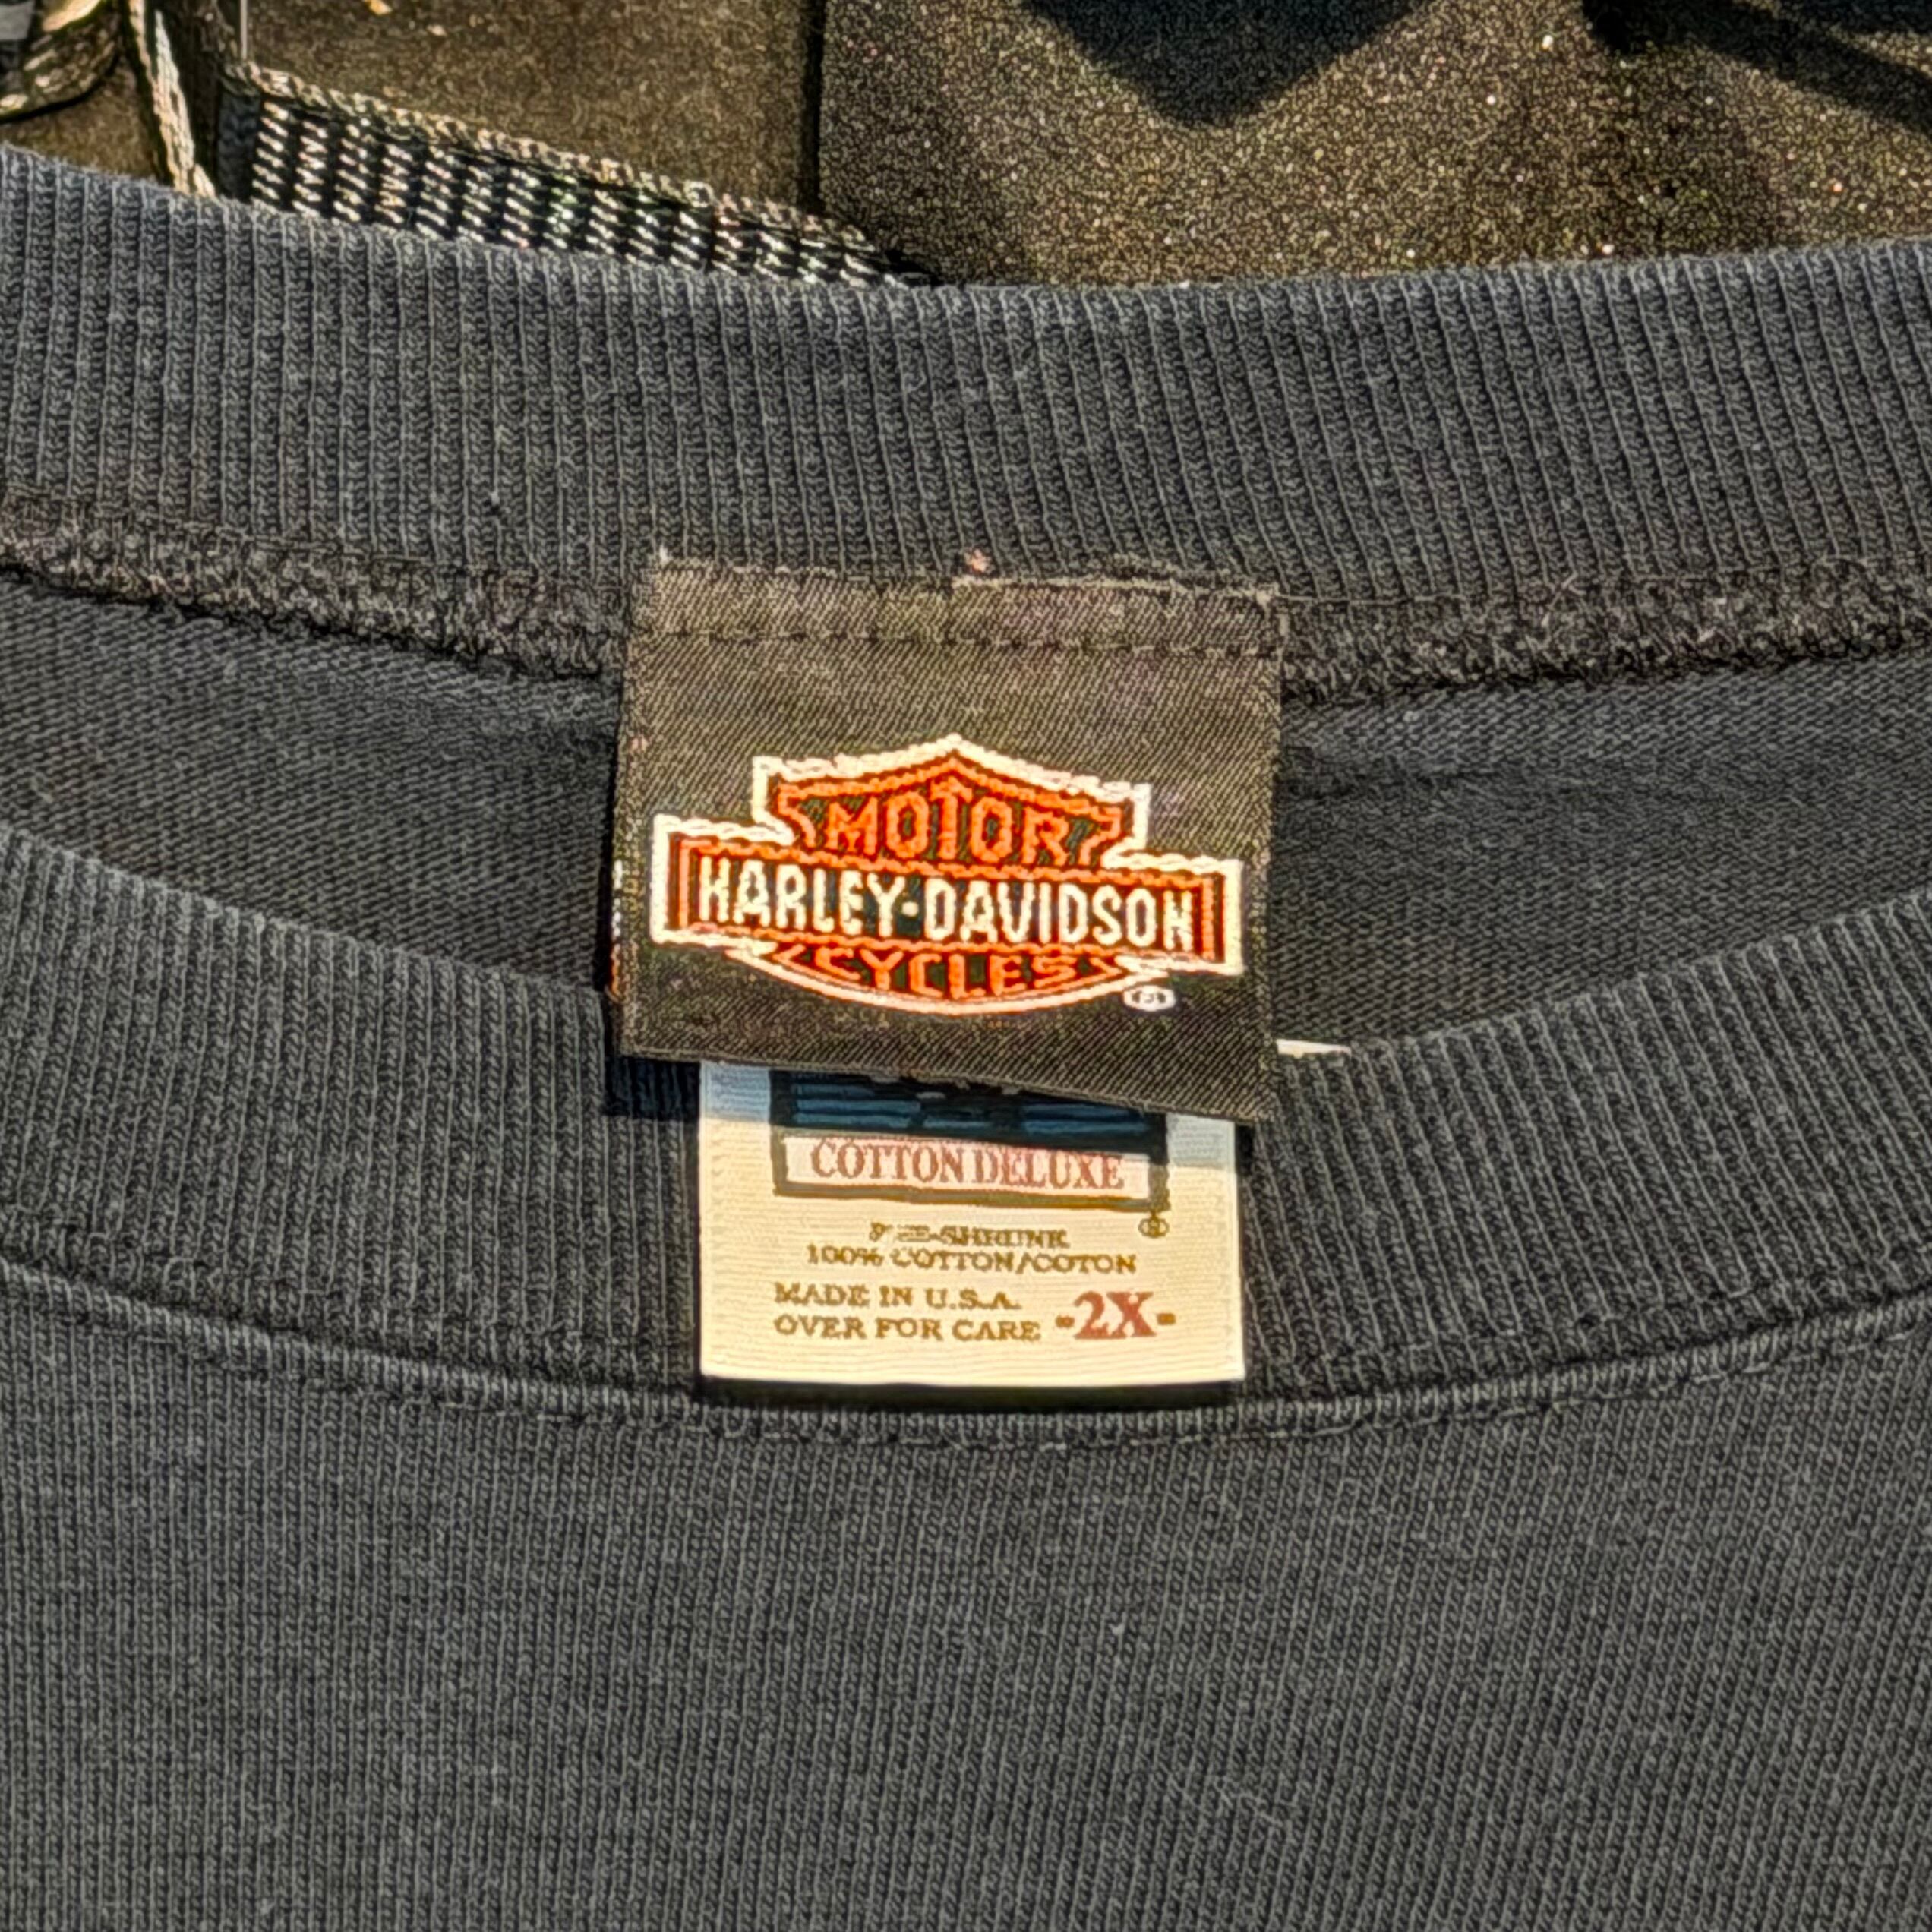 MOTOR
HARLEY-DAVIDSON
CYCLES
®
COTTON DELUXE
®
PRE-SHRUNK
100% COTTON/COTON
MADE IN U.S.A.
OVER FOR CARE -2X-